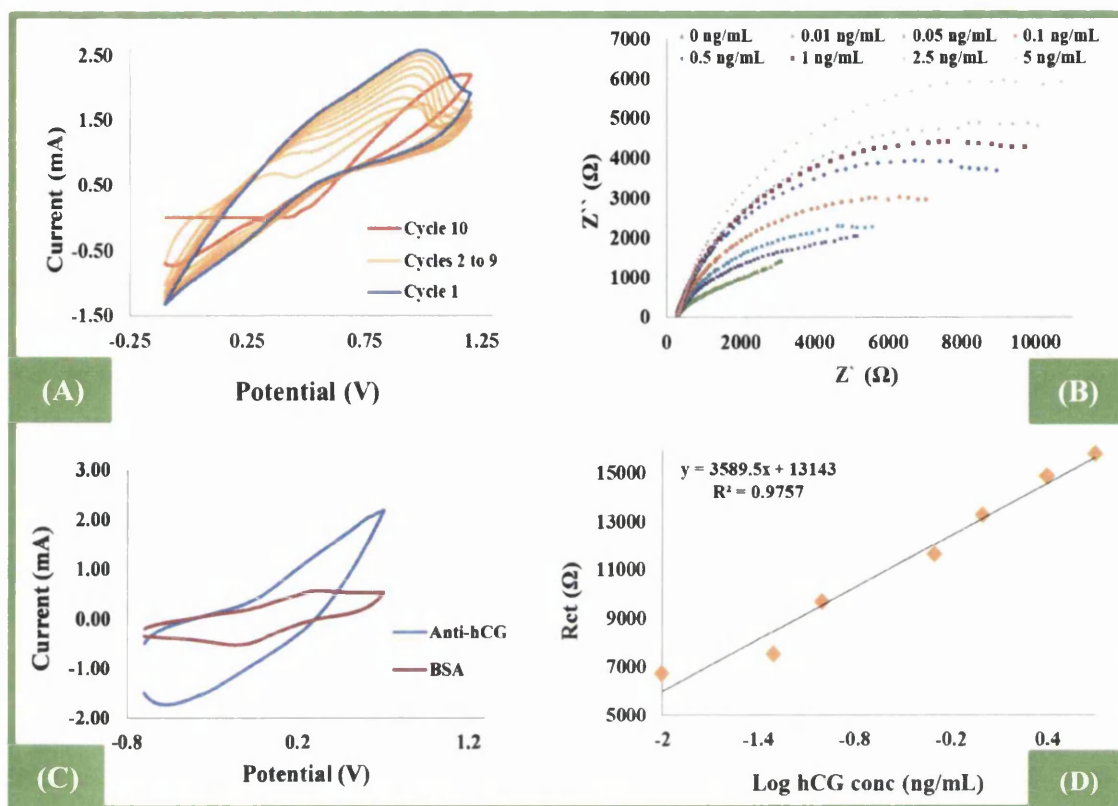 2.50
1.50
0.50
-0.50
-1.50
-0.25 0.25 0.75 1.25
Current (mA)
Potential (V)
Cycle 10
Cycles 2 to 9
Cycle 1
(A)
7000
6000
5000
4000
3000
2000
1000
0
0 2000 4000 6000 8000 10000
Z`` (Ω)
Z` (Ω)
0 ng/mL 0.01 ng/mL 0.05 ng/mL 0.1 ng/mL
0.5 ng/mL 1 ng/mL 2.5 ng/mL 5 ng/mL
(B)
3.00
2.00
1.00
0.00
-1.00
-2.00
-0.8 0.2 1.2
Current (mA)
Potential (V)
Anti-hCG
BSA
(C)
y = 3589.5x + 13143
R² = 0.9757
15000
13000
11000
9000
7000
5000
-2 -1.4 -0.8 -0.2 0.4
Rct (Ω)
Log hCG conc (ng/mL)
(D)